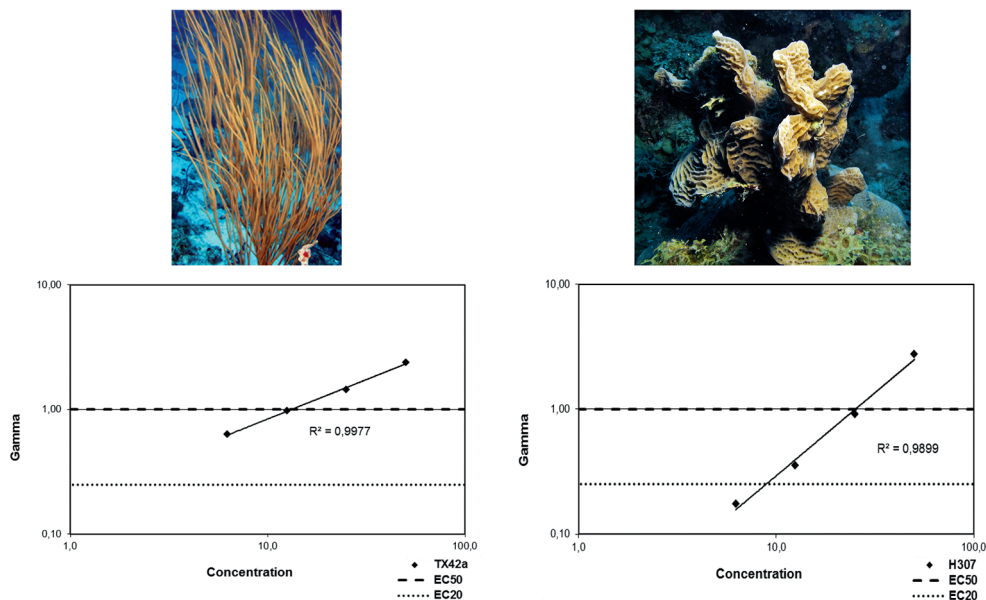 10,00
1,00
0,10
Gamma
R² = 0,9977
1,0
10,0
100,0
Concentration
TX42a
EC50
EC20
10,00
1,00
0,10
Gamma
R² = 0,9899
1,0
10,0
100,0
Concentration
H307
EC50
EC20